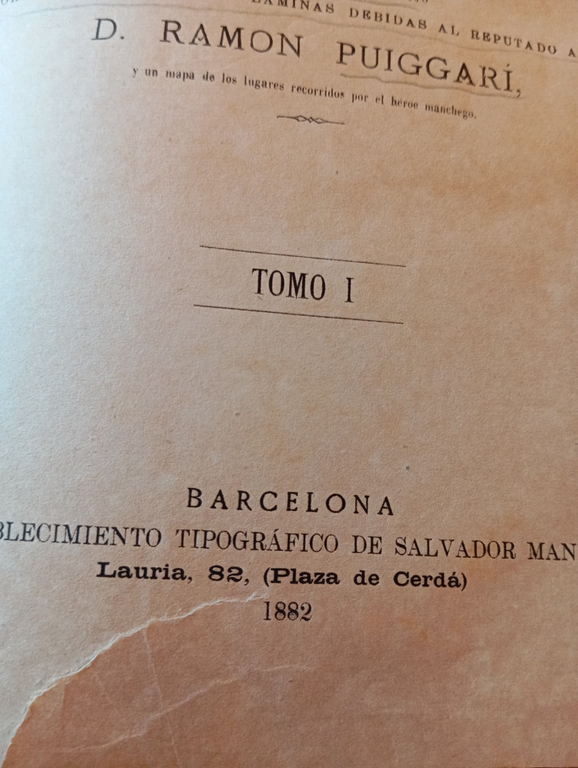 LÁMINAS DEBIDAS AL REPUTADO A
D. RAMON PUIGGARÍ,
y un mapa de los lugares recorridos por el héroe manchego.
TOMO I
BARCELONA
BLECIMIENTO TIPOGRÁFICO DE SALVADOR MAN
Lauria, 82, (Plaza de Cerdá)
1882